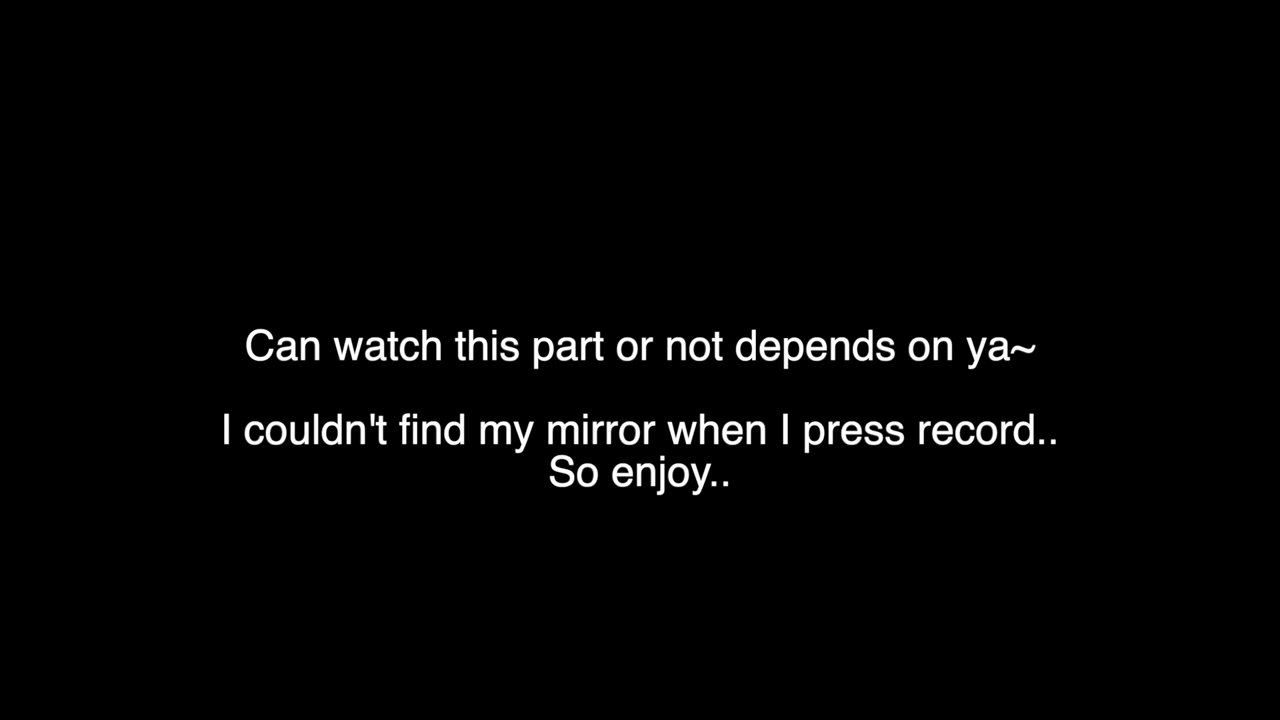 Can watch this part or not depends on ya~
I couldn't find my mirror when I press record..
So enjoy..